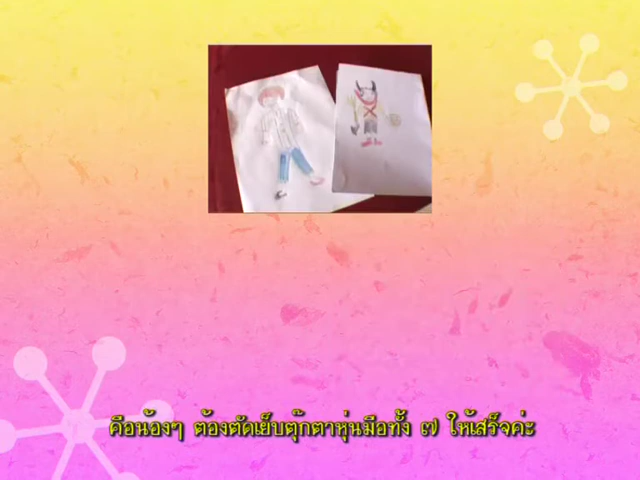 คือน้องๆ ต้องตัดเย็บตุ๊กตาหุ่นมือทั้ง ๗ ให้เสร็จค่ะ